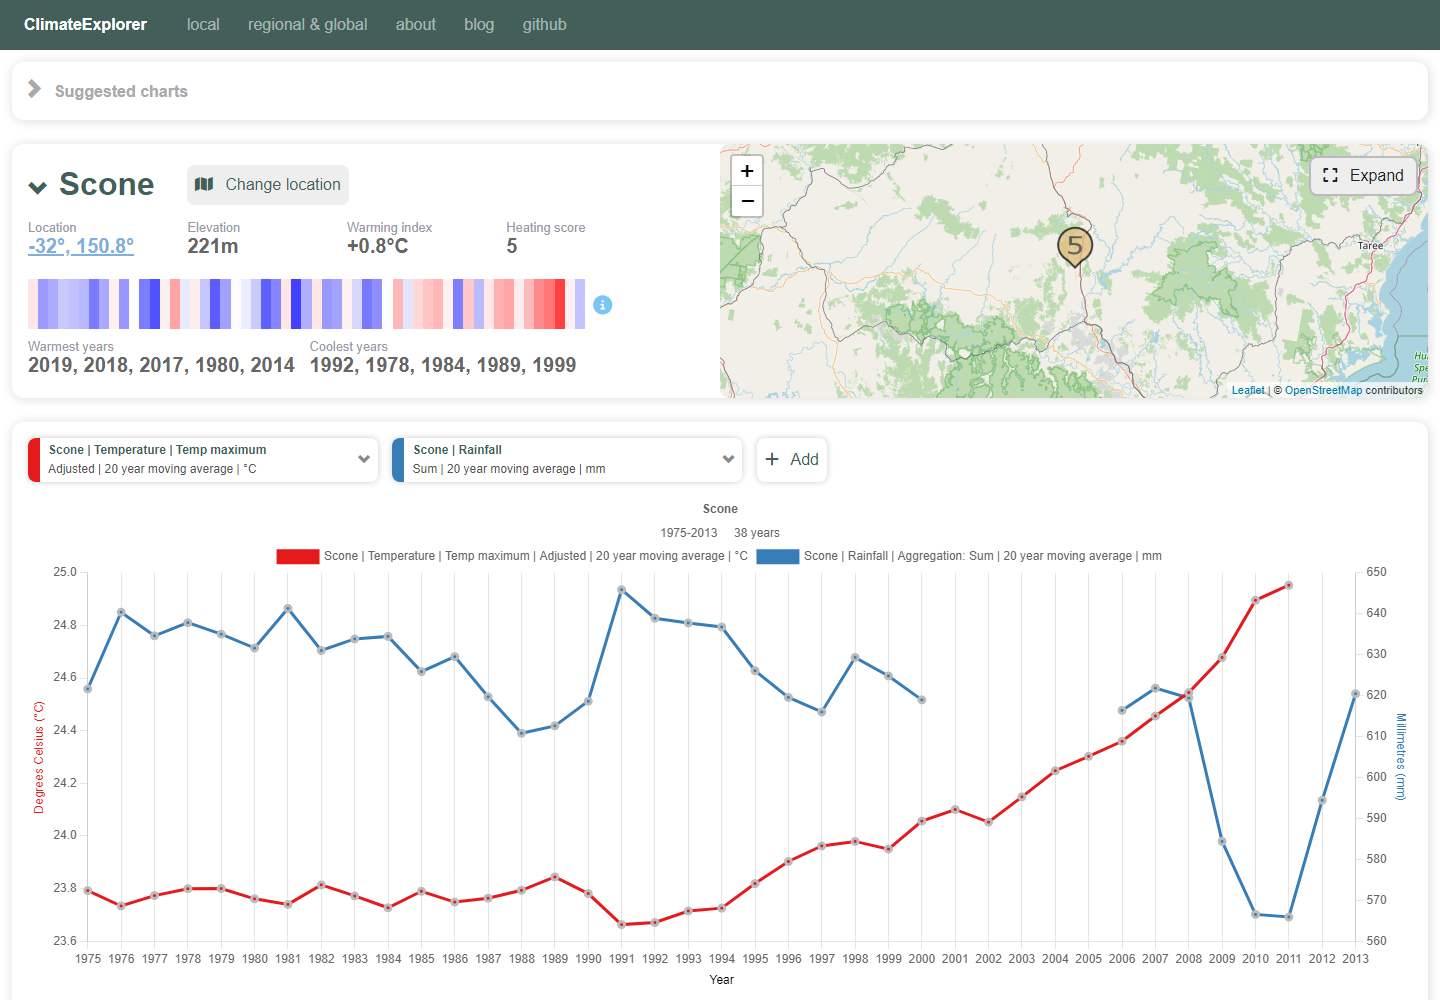 ClimateExplorer local regional & global about blog github
Suggested charts
Scone Change location
Location Elevation Warming index Heating score
-32°, 150.8° 221m +0.8°C 5
Warmest years Coolest years
2019, 2018, 2017, 1980, 2014 1992, 1978, 1984, 1989, 1999
+
−
Expand
5
Taree
Leaflet | © OpenStreetMap contributors
Scone | Temperature | Temp maximum
Adjusted | 20 year moving average | °C
Scone | Rainfall
Sum | 20 year moving average | mm
+ Add
Scone
1975-2013 38 years
Scone | Temperature | Temp maximum | Adjusted | 20 year moving average | °C Scone | Rainfall | Aggregation: Sum | 20 year moving average | mm
25.0 650
24.8 640
24.6 630
24.4 620
24.2 610
24.0 600
23.8 590
23.6 580
570
560
Degrees Celsius (°C)
Millimetres (mm)
1975 1976 1977 1978 1979 1980 1981 1982 1983 1984 1985 1986 1987 1988 1989 1990 1991 1992 1993 1994 1995 1996 1997 1998 1999 2000 2001 2002 2003 2004 2005 2006 2007 2008 2009 2010 2011 2012 2013
Year